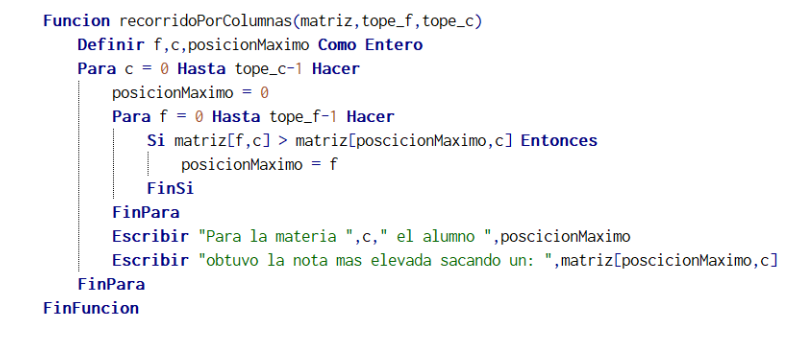 Funcion recorridoPorColumnas(matriz,tope_f,tope_c)
Definir f,c,posicionMaximo Como Entero
Para c = 0 Hasta tope_c-1 Hacer
posicionMaximo = 0
Para f = 0 Hasta tope_f-1 Hacer
Si matriz[f,c] > matriz[poscicionMaximo,c] Entonces
posicionMaximo = f
FinSi
FinPara
Escribir "Para la materia ",c," el alumno ",poscicionMaximo
Escribir "obtuvo la nota mas elevada sacando un: ",matriz[poscicionMaximo,c]
FinPara
FinFuncion